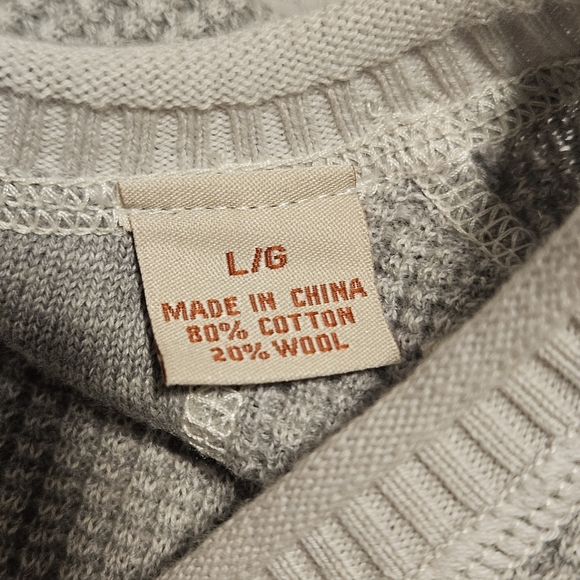 L/G
MADE IN CHINA
80% COTTON
20% WOOL